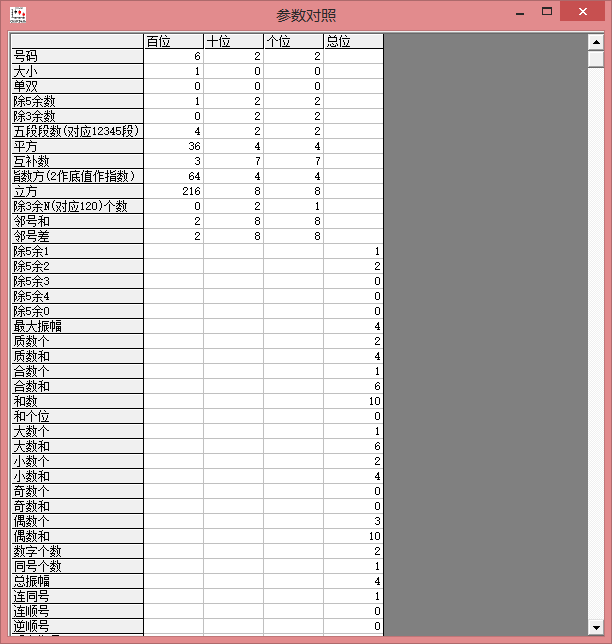 参数对照
百位 十位 个位 总位
号码 6 2 2
大小 1 0 0
单双 0 0 0
除5余数 1 2 2
除3余数 0 2 2
五段段数(对应12345段) 4 2 2
平方 36 4 4
互补数 3 7 7
指数方(2作底值作指数) 64 4 4
立方 216 8 8
除3余N(对应120)个数 0 2 1
邻号和 2 8 8
邻号差 2 8 8
除5余1 1
除5余2 2
除5余3 0
除5余4 0
除5余0 0
最大振幅 4
质数个 2
质数和 4
合数个 1
合数和 6
和数 10
和个位 0
大数个 1
大数和 6
小数个 2
小数和 4
奇数个 0
奇数和 0
偶数个 3
偶数和 10
数字个数 2
同号个数 1
总振幅 4
连同号 1
连顺号 0
逆顺号 0